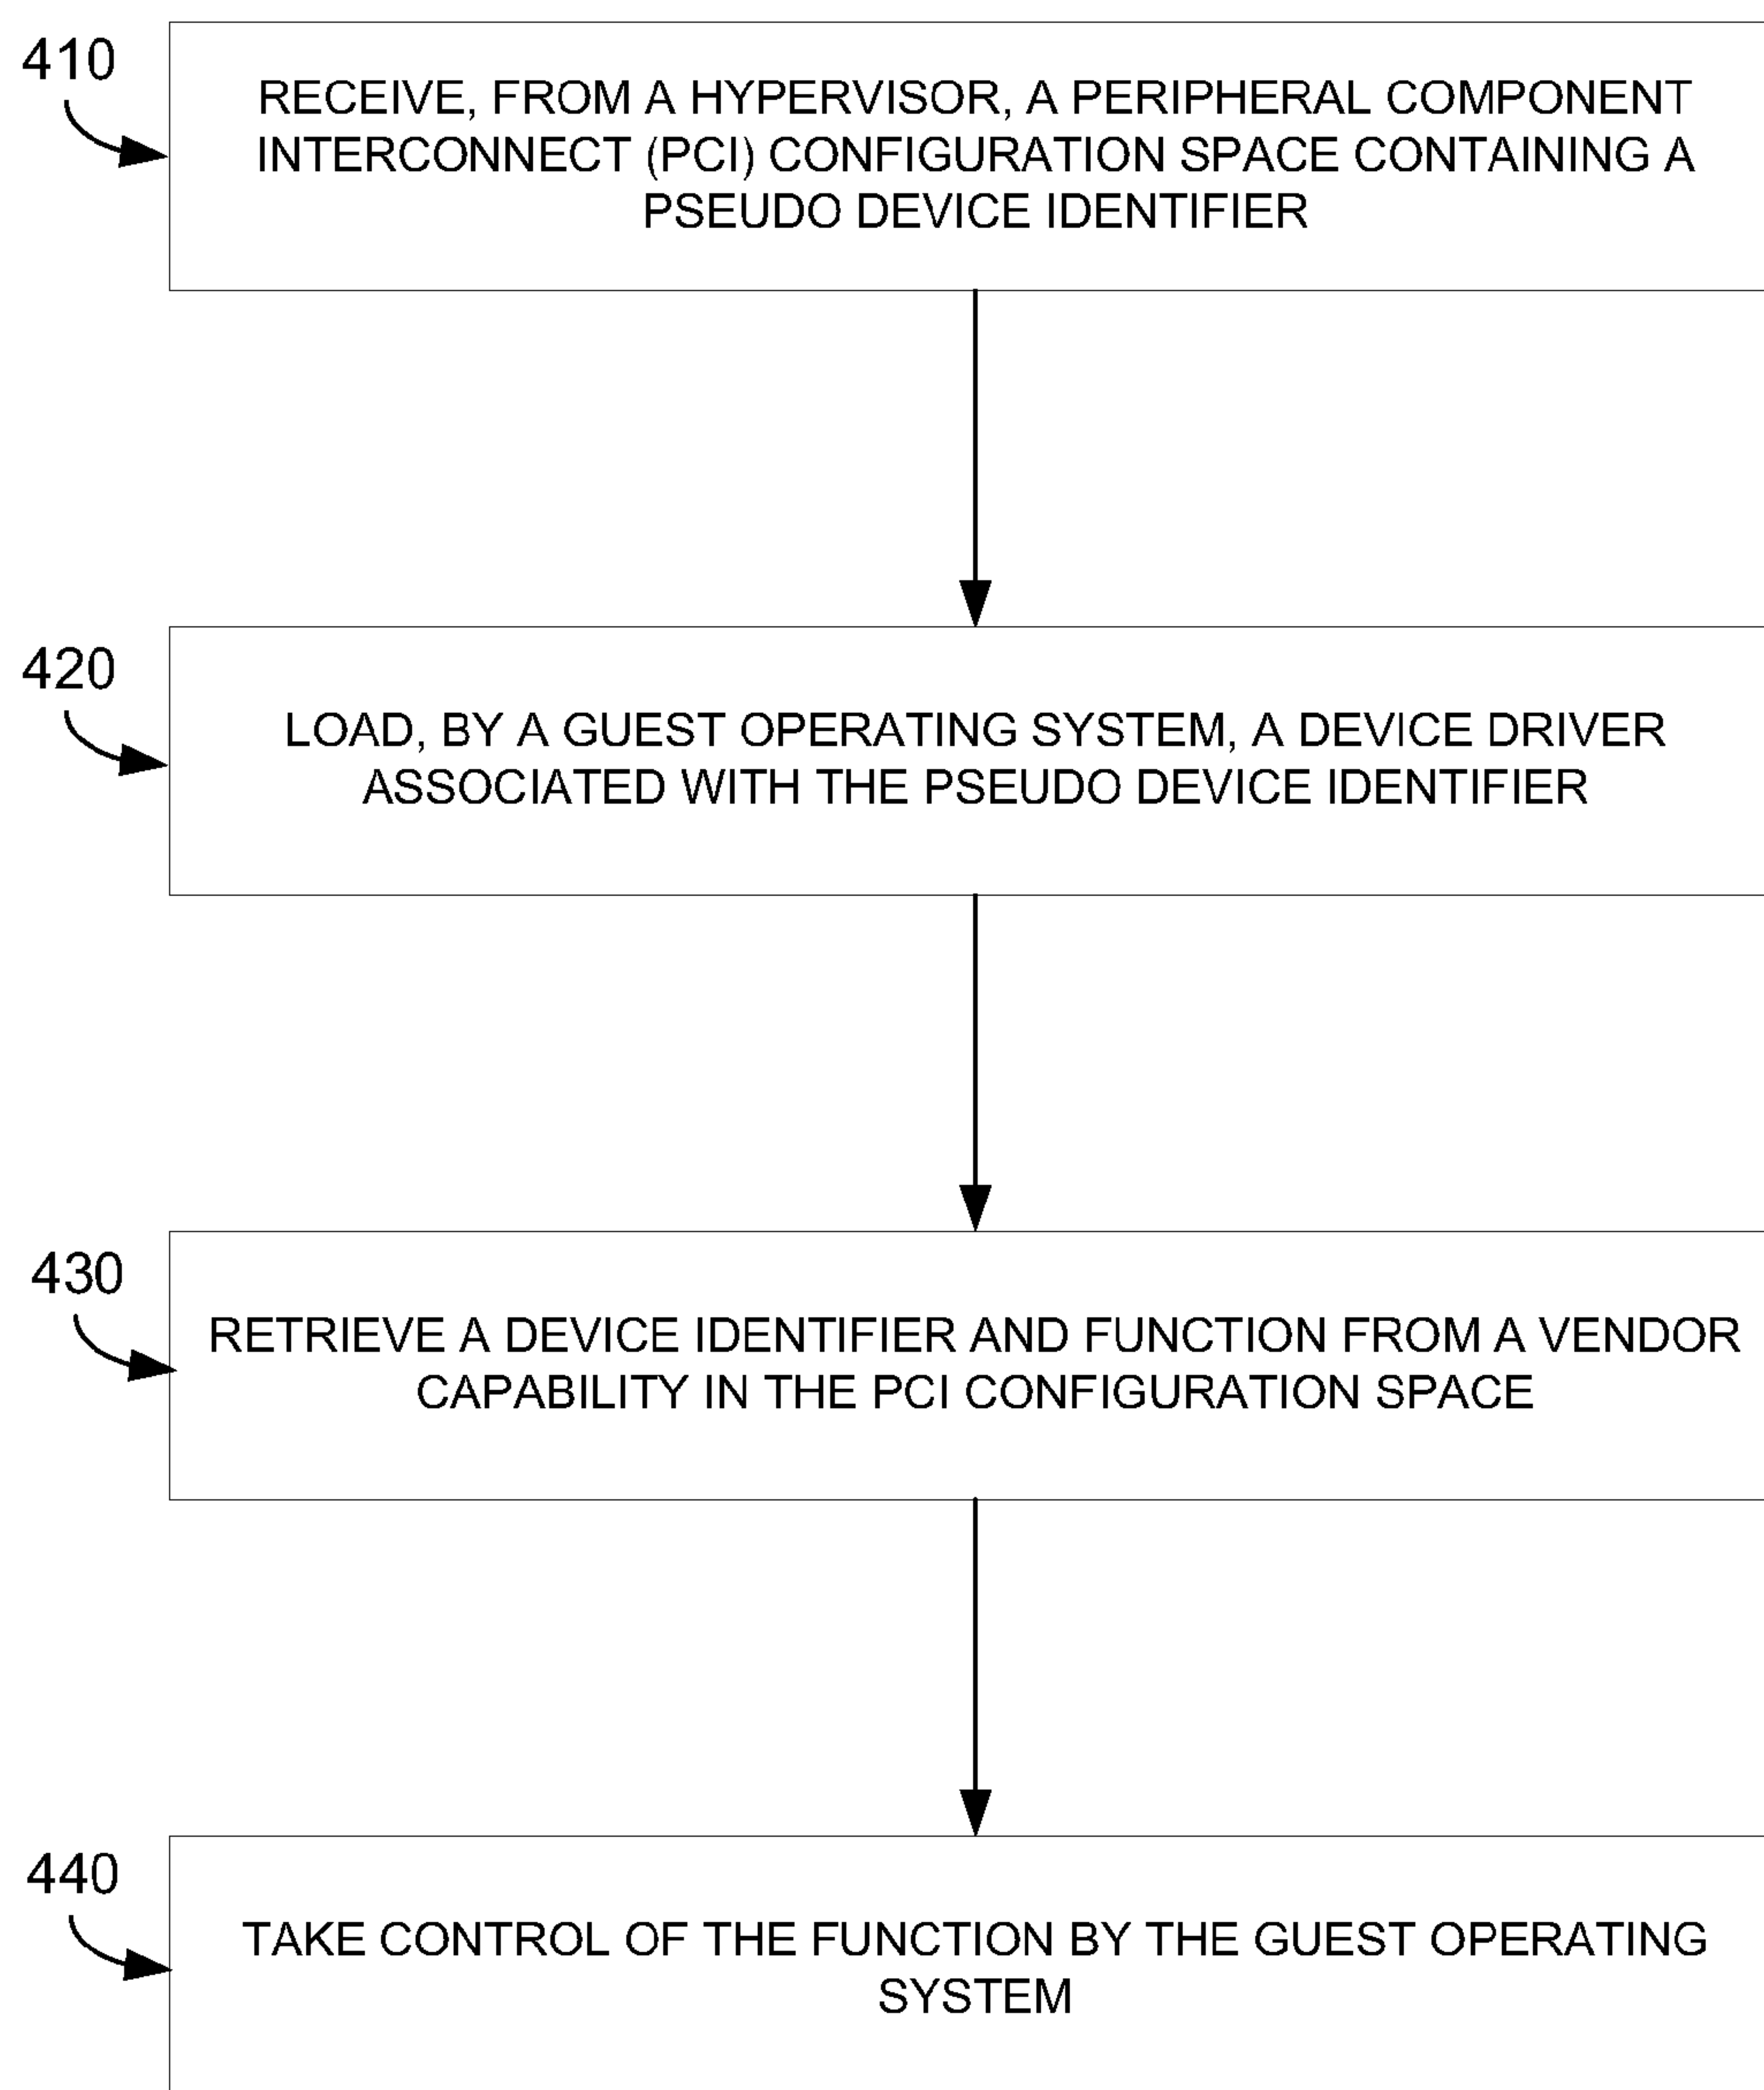 410
RECEIVE, FROM A HYPERVISOR, A PERIPHERAL COMPONENT
INTERCONNECT (PCI) CONFIGURATION SPACE CONTAINING A
PSEUDO DEVICE IDENTIFIER
420
LOAD, BY A GUEST OPERATING SYSTEM, A DEVICE DRIVER
ASSOCIATED WITH THE PSEUDO DEVICE IDENTIFIER
430
RETRIEVE A DEVICE IDENTIFIER AND FUNCTION FROM A VENDOR
CAPABILITY IN THE PCI CONFIGURATION SPACE
440
TAKE CONTROL OF THE FUNCTION BY THE GUEST OPERATING
SYSTEM